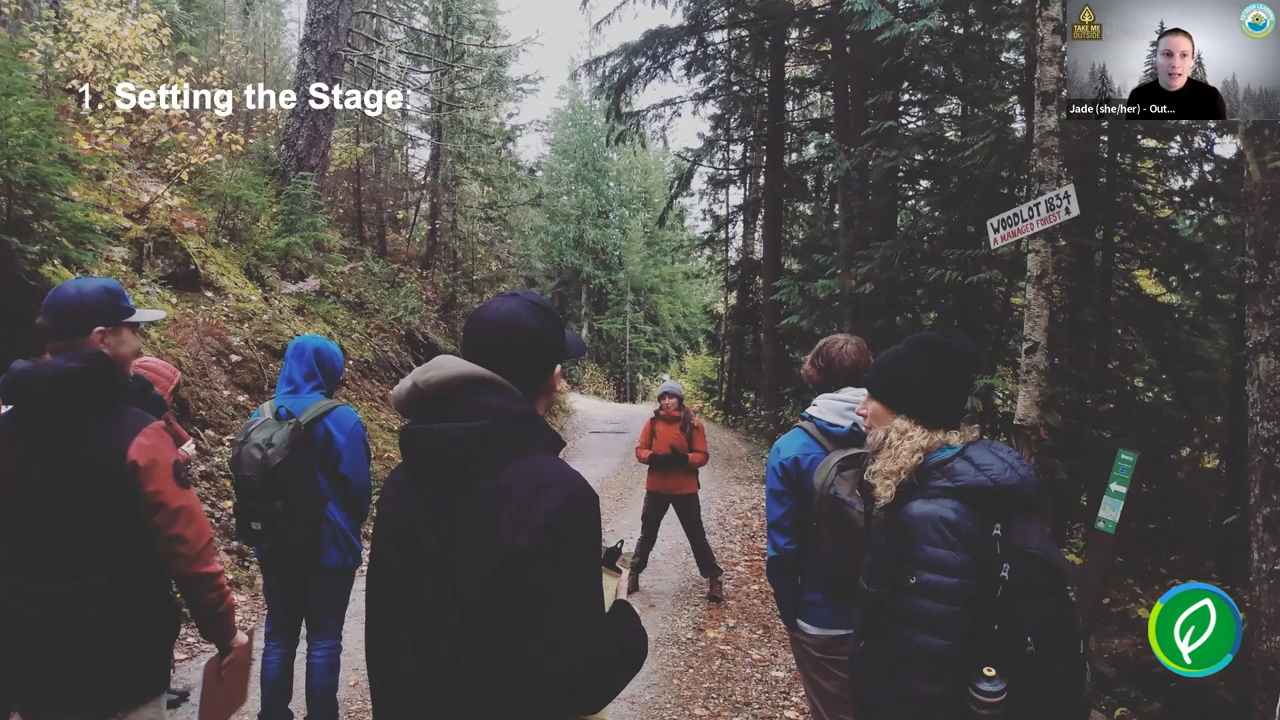 1. Setting the Stage:
TAKE ME
OUTSIDE
Jade (she/her) - Out...
WOODLOT 1834
A MANAGED FOREST